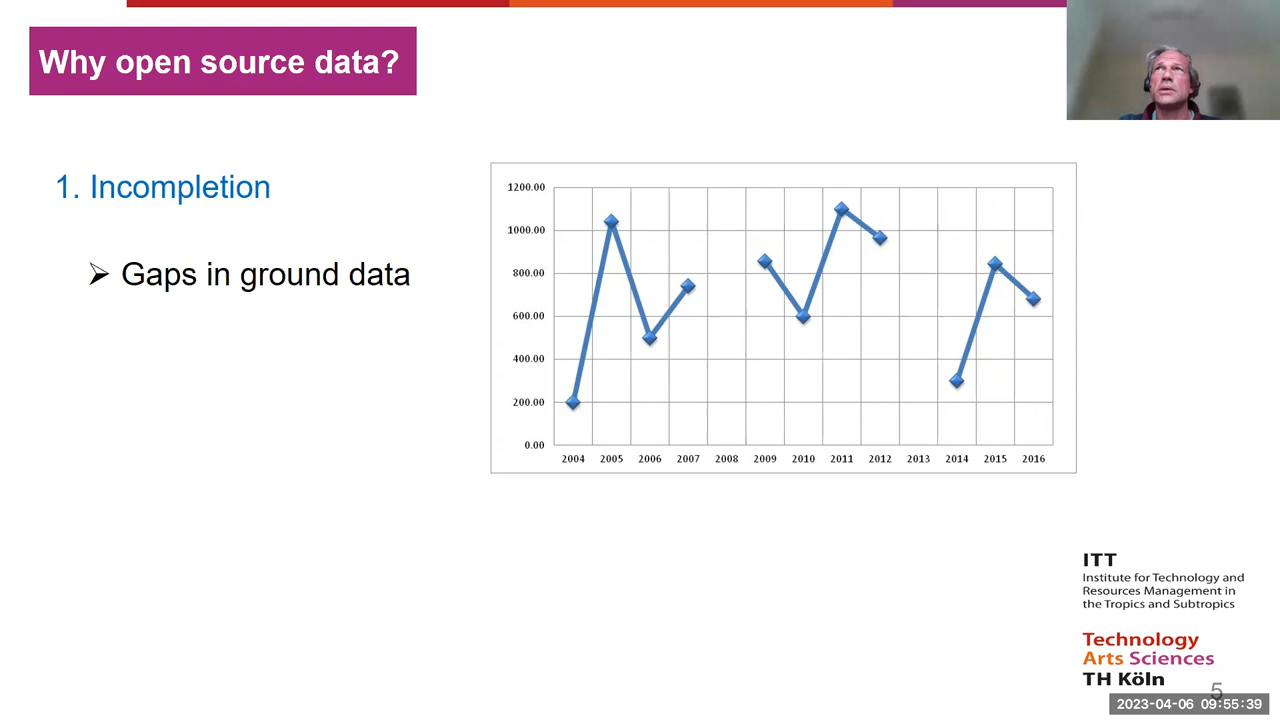 Why open source data?
1. Incompletion
➢ Gaps in ground data
1200.00
1000.00
800.00
600.00
400.00
200.00
0.00
2004 2005 2006 2007 2008 2009 2010 2011 2012 2013 2014 2015 2016
ITT
Institute for Technology and
Resources Management in
the Tropics and Subtropics
Technology
Arts Sciences
TH Köln
5
2023-04-06 09:55:39